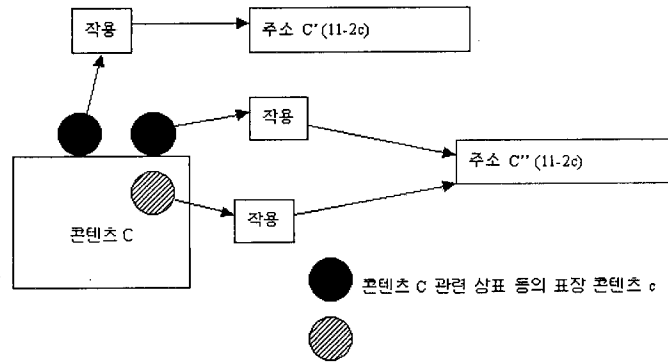 작용
주소 C' (11-2c)
작용
주소 C'' (11-2c)
작용
콘텐츠 C
콘텐츠 C 관련 상표 등의 표장 콘텐츠 c